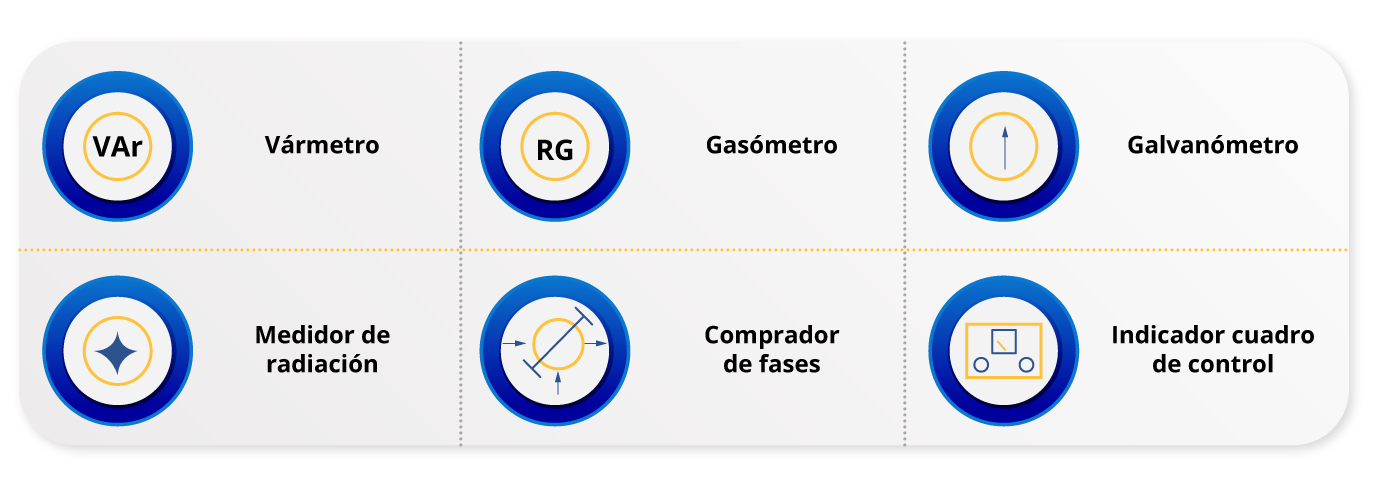 VAr
Vármetro
RG
Gasómetro
Galvanómetro
Medidor de
radiación
Comprador
de fases
Indicador cuadro
de control